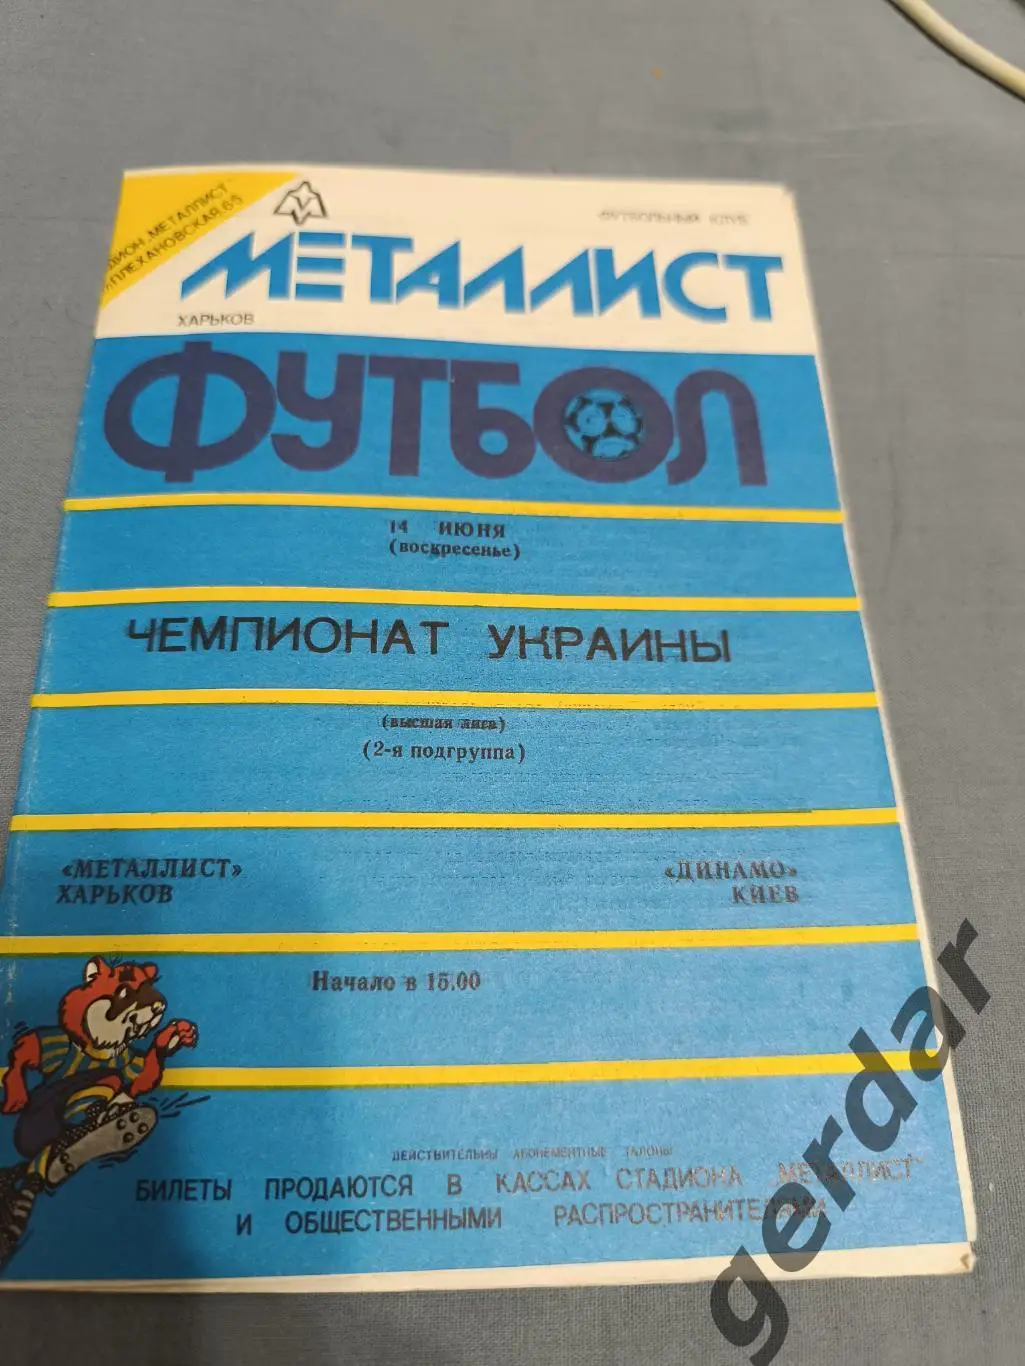 ДИОН „МЕТАЛЛИСТ"
ПЛЕХАНОВСКАЯ, 65
ФУТБОЛЬНЫЙ КЛУБ
МЕТАЛЛИСТ
ХАРЬКОВ
ФУТБОЛ
14 ИЮНЯ
(воскресенье)
ЧЕМПИОНАТ УКРАИНЫ
(высшая лига)
(2-я подгруппа)
«МЕТАЛЛИСТ» «ДИНАМО»
ХАРЬКОВ КИЕВ
Начало в 15.00
ДЕЙСТВИТЕЛЬНЫ АБОНЕМЕНТНЫЕ ТАЛОНЫ
БИЛЕТЫ ПРОДАЮТСЯ В КАССАХ СТАДИОНА „МЕТАЛЛИСТ"
И ОБЩЕСТВЕННЫМИ РАСПРОСТРАНИТЕЛЯМИ
gerdar